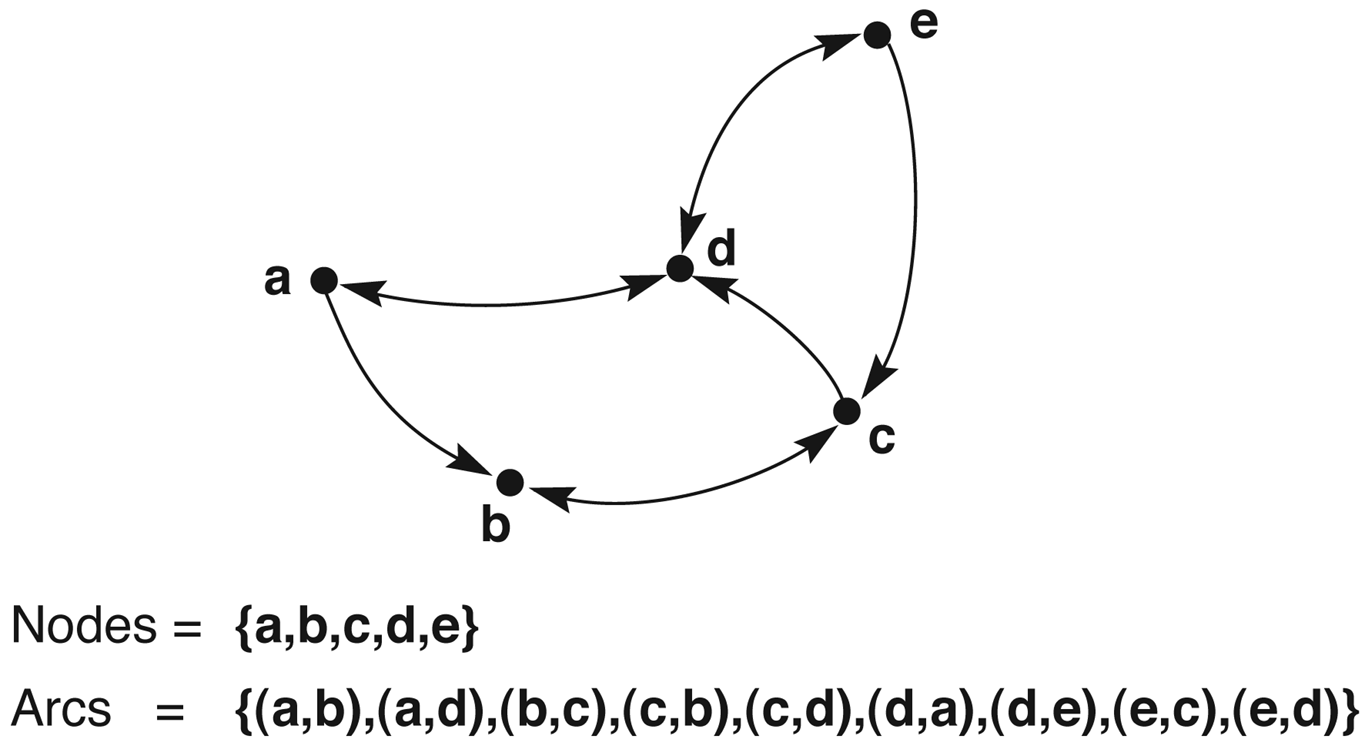 e
d
a
c
b
Nodes = {a,b,c,d,e}
Arcs = {(a,b),(a,d),(b,c),(c,b),(c,d),(d,a),(d,e),(e,c),(e,d)}